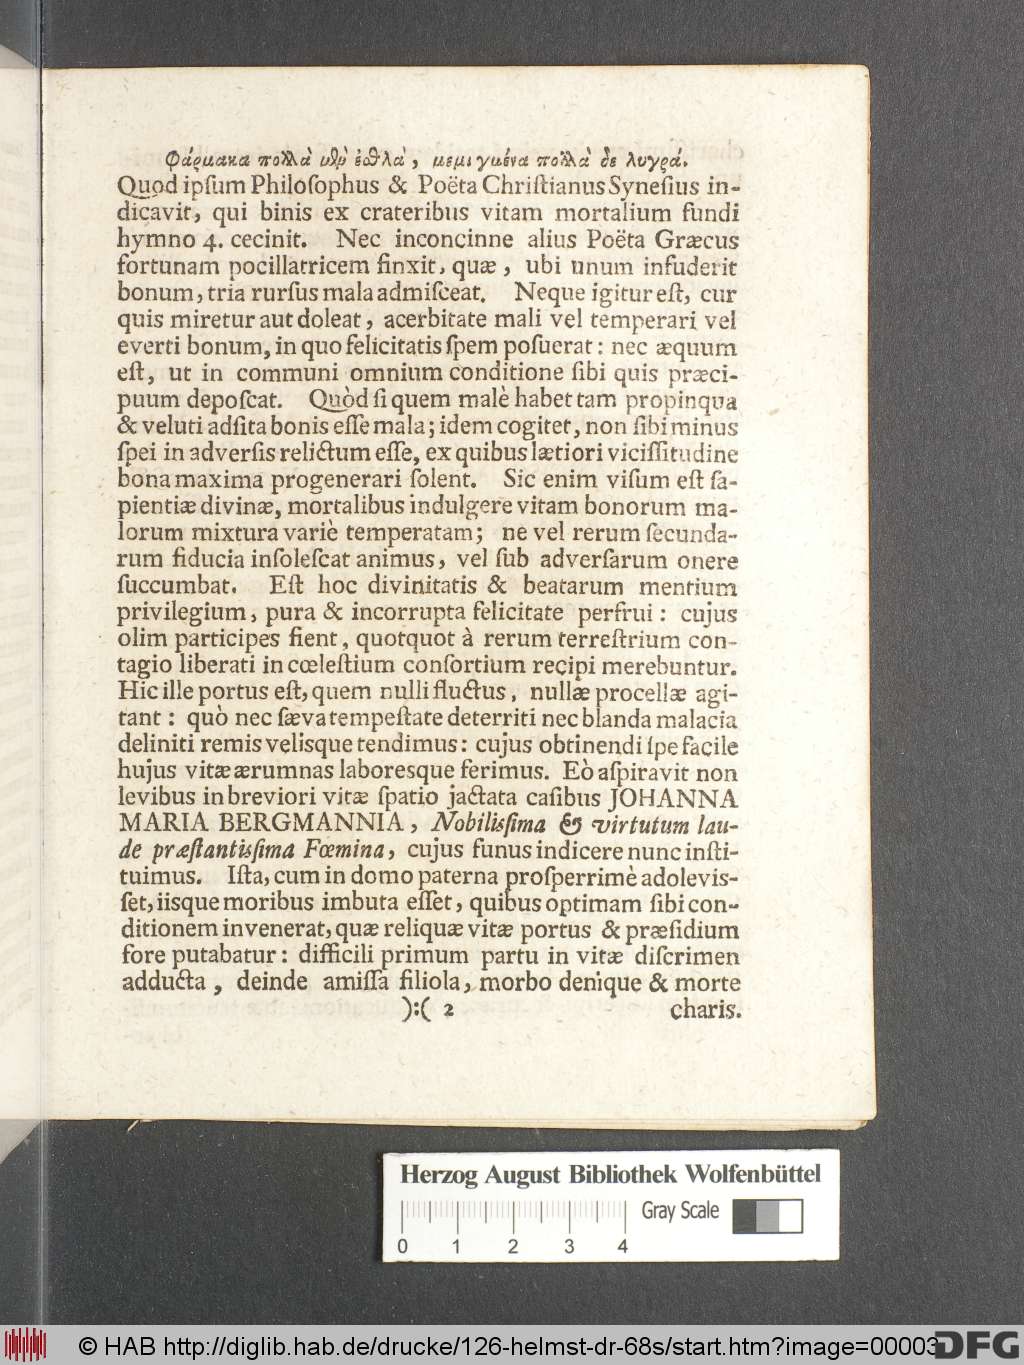 Φάρμακα πολλὰ μὲν ἐσθλὰ, μεμιγμένα πολλὰ δὲ λυγρά.
Quod ipſum Philoſophus & Poëta Chriſtianus Syneſius in-
dicavit, qui binis ex crateribus vitam mortalium fundi
hymno 4. cecinit. Nec inconcinne alius Poëta Græcus
fortunam pocillatricem finxit, quæ, ubi unum infuderit
bonum, tria rurſus mala admiſceat. Neque igitur eſt, cur
quis miretur aut doleat, acerbitate mali vel temperari vel
everti bonum, in quo felicitatis ſpem poſuerat: nec æquum
eſt, ut in communi omnium conditione ſibi quis præci-
puum depoſcat. Quòd ſi quem malè habet tam propinqua
& veluti adſita bonis eſſe mala; idem cogitet, non ſibi minus
ſpei in adverſis relictum eſſe, ex quibus lætiori viciſſitudine
bona maxima progenerari ſolent. Sic enim viſum eſt ſa-
pientiæ divinæ, mortalibus indulgere vitam bonorum ma-
lorum mixtura variè temperatam; ne vel rerum ſecunda-
rum fiducia inſoleſcat animus, vel ſub adverſarum onere
ſuccumbat. Eſt hoc divinitatis & beatarum mentium
privilegium, pura & incorrupta felicitate perfrui: cujus
olim participes fient, quotquot à rerum terreſtrium con-
tagio liberati in cœleſtium conſortium recipi merebuntur.
Hic ille portus eſt, quem nulli fluctus, nullæ procellæ agi-
tant: quò nec ſæva tempeſtate deterriti nec blanda malacia
deliniti remis velisque tendimus: cujus obtinendi ſpe facile
hujus vitæ ærumnas laboresque ferimus. Eò aſpiravit non
levibus in breviori vitæ ſpatio jactata caſibus JOHANNA
MARIA BERGMANNIA, Nobiliſſima & virtutum lau-
de præſtantiſſima Fœmina, cujus funus indicere nunc inſti-
tuimus. Iſta, cum in domo paterna proſperrimè adoleviſ-
ſet, iisque moribus imbuta eſſet, quibus optimam ſibi con-
ditionem invenerat, quæ reliquæ vitæ portus & præſidium
fore putabatur: difficili primum partu in vitæ diſcrimen
adducta, deinde amiſſa filiola, morbo denique & morte
):( 2 charis.
Herzog August Bibliothek Wolfenbüttel
Gray Scale
0 1 2 3 4
© HAB http://diglib.hab.de/drucke/126-helmst-dr-68s/start.htm?image=00003
DFG